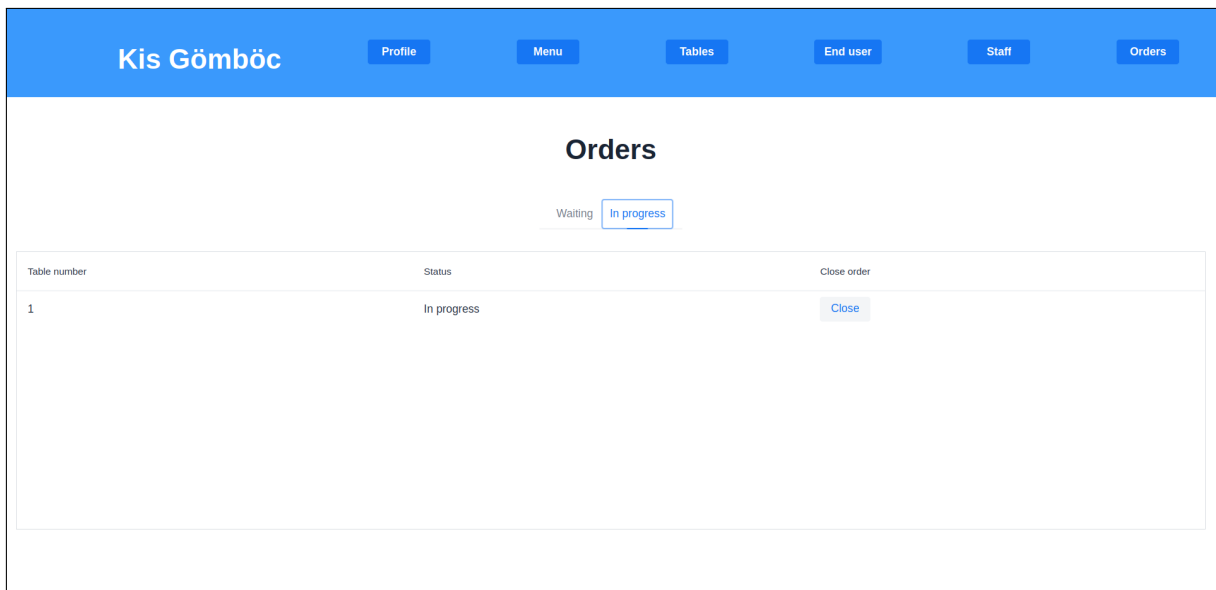 Kis Gömböc
Profile
Menu
Tables
End user
Staff
Orders
Orders
Waiting
In progress
Table number
Status
Close order
1
In progress
Close